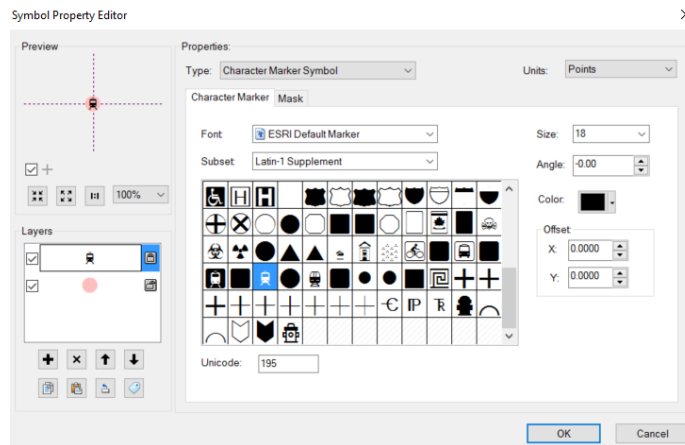 Symbol Property Editor
Preview
100%
Layers
Properties:
Type: Character Marker Symbol
Units: Points
Character Marker Mask
Font: ESRI Default Marker
Subset: Latin-1 Supplement
Size: 18
Angle: -0.00
Color:
Offset
X: 0.0000
Y: 0.0000
Unicode: 195
OK Cancel